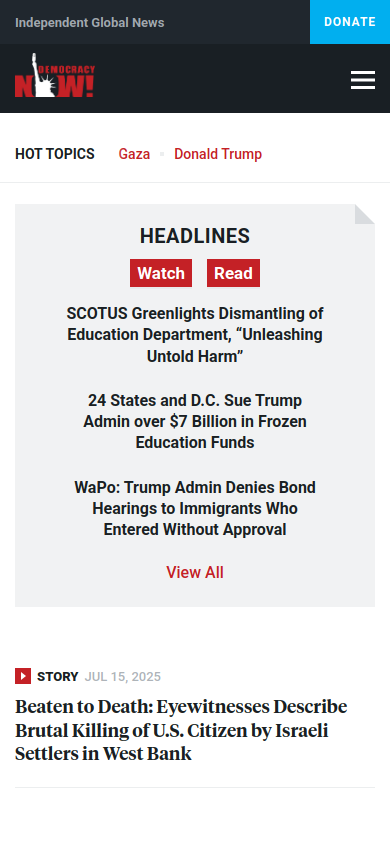 Independent Global News
DONATE
DEMOCRACY
NOW!
HOT TOPICS
Gaza
Donald Trump
HEADLINES
Watch
Read
SCOTUS Greenlights Dismantling of
Education Department, “Unleashing
Untold Harm”
24 States and D.C. Sue Trump
Admin over $7 Billion in Frozen
Education Funds
WaPo: Trump Admin Denies Bond
Hearings to Immigrants Who
Entered Without Approval
View All
STORY JUL 15, 2025
Beaten to Death: Eyewitnesses Describe
Brutal Killing of U.S. Citizen by Israeli
Settlers in West Bank